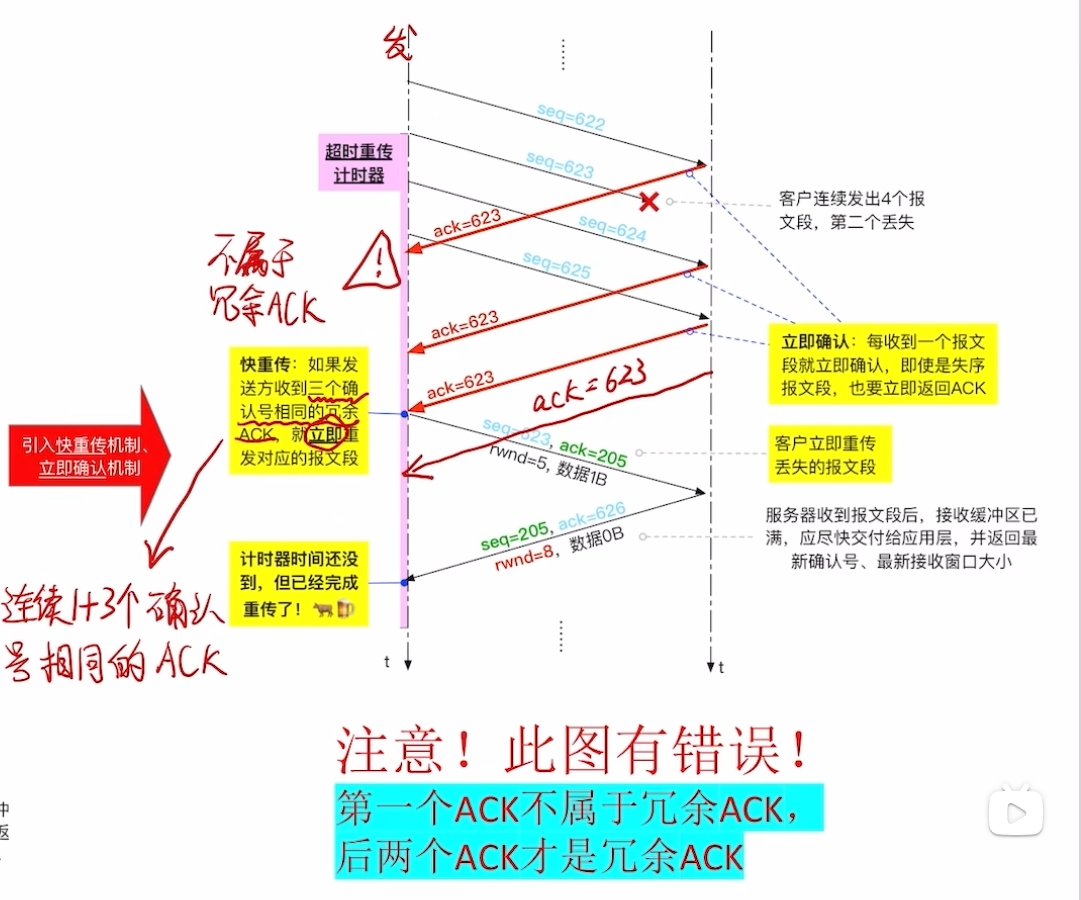 发
seq=622
超时重传
计时器
seq=623
客户连续发出4个报
文段，第二个丢失
ack=623
seq=624
不属于
冗余ACK
seq=625
ack=623
立即确认：每收到一个报文
段就立即确认，即使是失序
报文段，也要立即返回ACK
快重传：如果发
送方收到三个确
认号相同的冗余
ACK，就立即重
发对应的报文段
ack=623
ack=623
引入快重传机制、
立即确认机制
seq=623, ack=205
rwnd=5, 数据1B
客户立即重传
丢失的报文段
seq=205, ack=626
rwnd=8，数据0B
服务器收到报文段后，接收缓冲区已
满，应尽快交付给应用层，并返回最
新确认号、最新接收窗口大小
计时器时间还没
到，但已经完成
重传了！🐂🍺
连续1+3个确认
号相同的ACK
t
t
注意！此图有错误！
第一个ACK不属于冗余ACK，
后两个ACK才是冗余ACK
冲
返